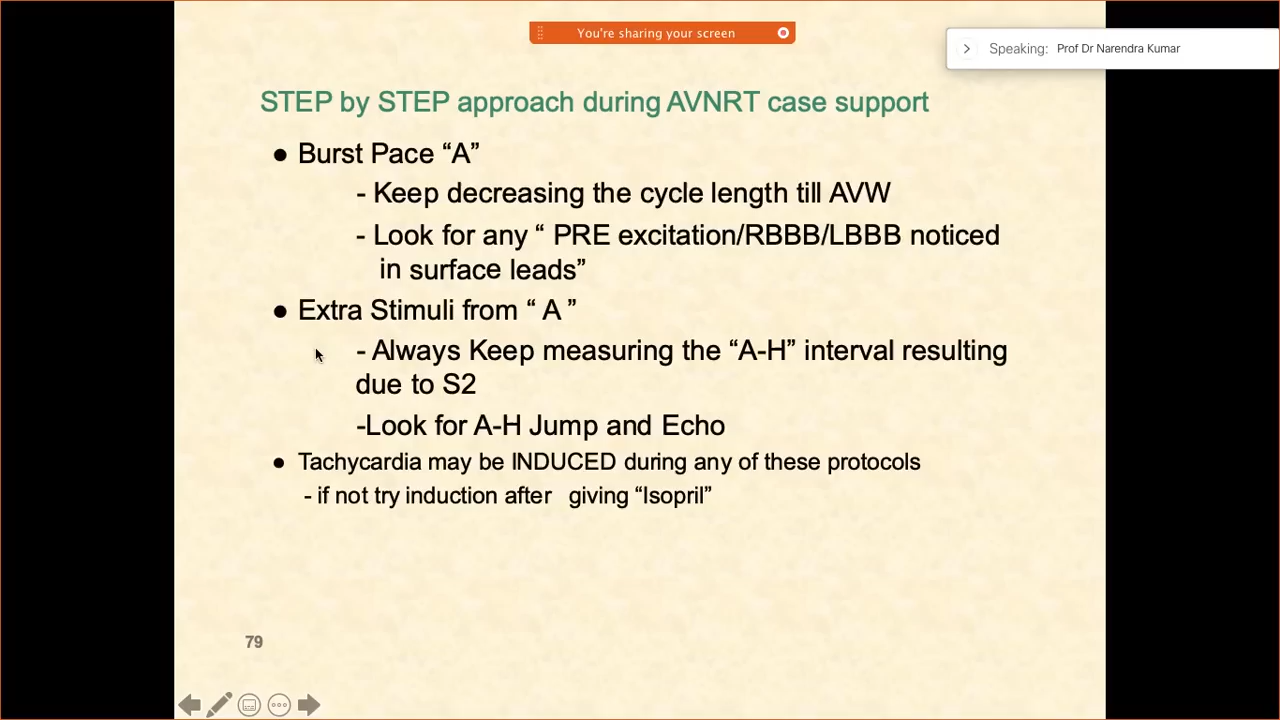 You're sharing your screen
Speaking: Prof Dr Narendra Kumar
STEP by STEP approach during AVNRT case support
● Burst Pace “A”
- Keep decreasing the cycle length till AVW
- Look for any “ PRE excitation/RBBB/LBBB noticed
in surface leads”
● Extra Stimuli from “ A ”
- Always Keep measuring the “A-H” interval resulting
due to S2
-Look for A-H Jump and Echo
● Tachycardia may be INDUCED during any of these protocols
- if not try induction after giving “Isopril”
79